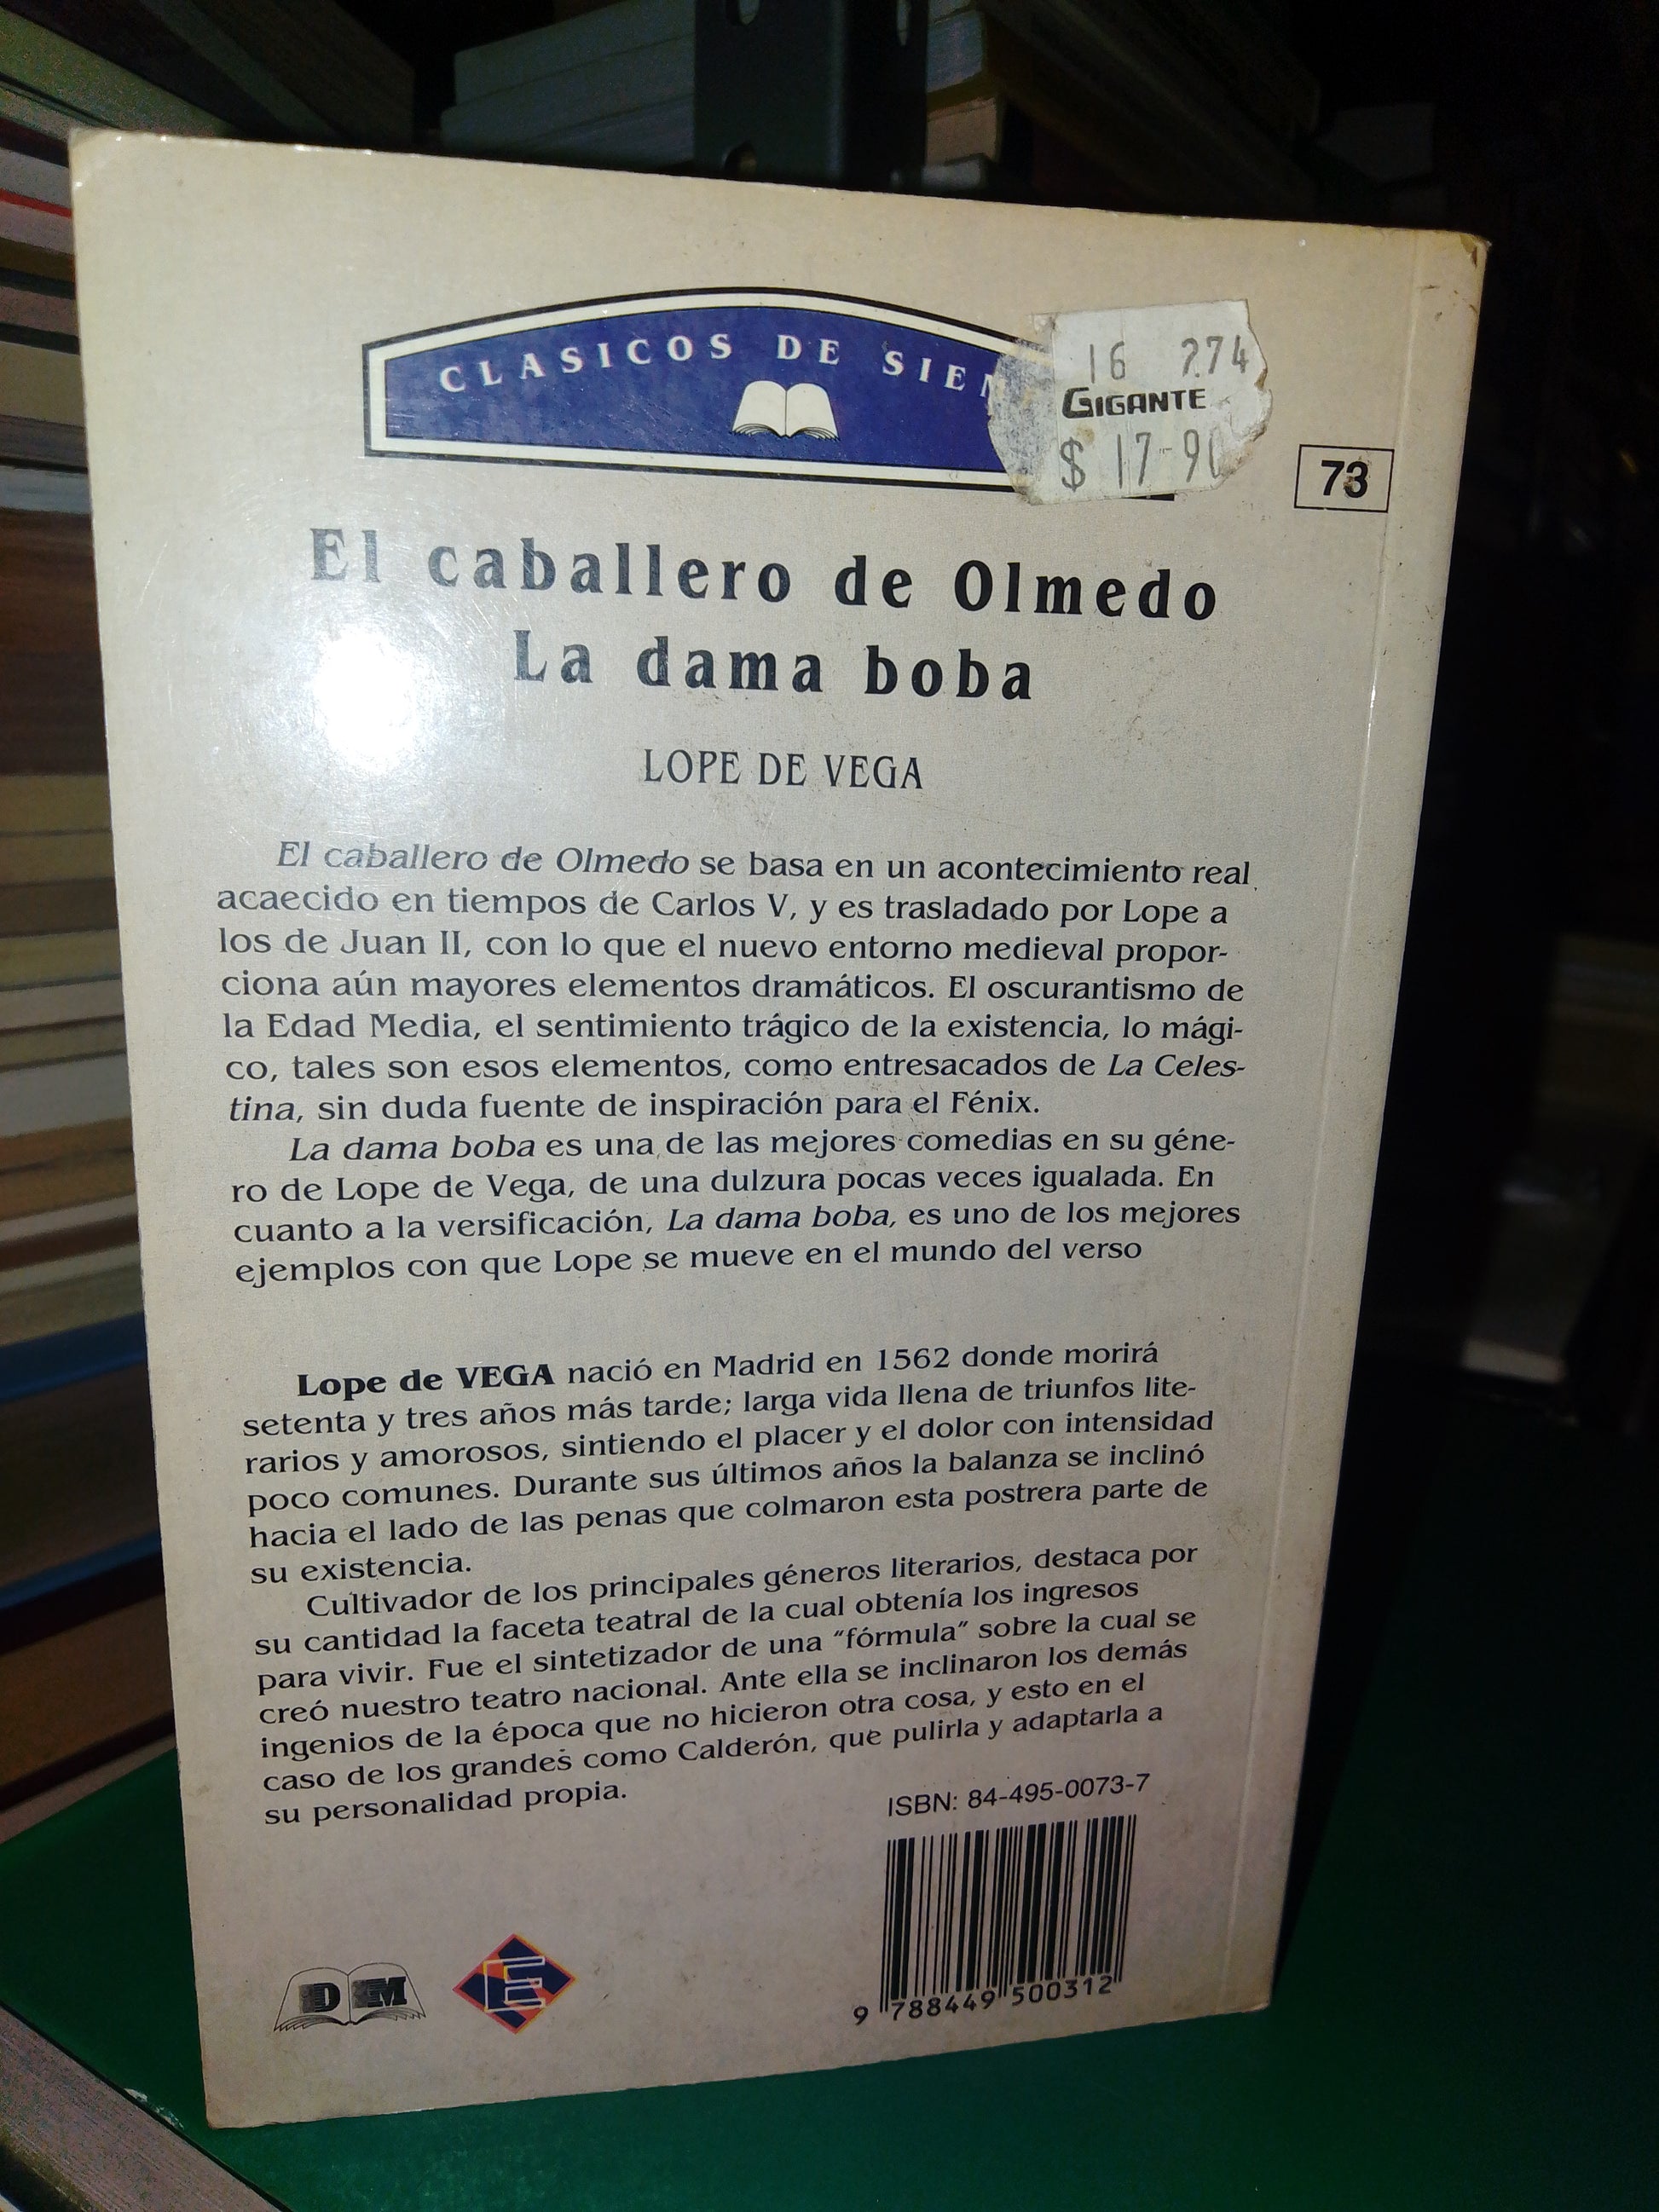 CLASICOS DE SIEM
16 274
GIGANTE
$ 17-90
73
El caballero de Olmedo
La dama boba
LOPE DE VEGA
El caballero de Olmedo se basa en un acontecimiento real
acaecido en tiempos de Carlos V, y es trasladado por Lope a
los de Juan II, con lo que el nuevo entorno medieval propor-
ciona aún mayores elementos dramáticos. El oscurantismo de
la Edad Media, el sentimiento trágico de la existencia, lo mági-
co, tales son esos elementos, como entresacados de La Celes-
tina, sin duda fuente de inspiración para el Fénix.
La dama boba es una de las mejores comedias en su géne-
ro de Lope de Vega, de una dulzura pocas veces igualada. En
cuanto a la versificación, La dama boba, es uno de los mejores
ejemplos con que Lope se mueve en el mundo del verso
Lope de VEGA nació en Madrid en 1562 donde morirá
setenta y tres años más tarde; larga vida llena de triunfos lite-
rarios y amorosos, sintiendo el placer y el dolor con intensidad
poco comunes. Durante sus últimos años la balanza se inclinó
hacia el lado de las penas que colmaron esta postrera parte de
su existencia.
Cultivador de los principales géneros literarios, destaca por
su cantidad la faceta teatral de la cual obtenía los ingresos
para vivir. Fue el sintetizador de una "fórmula" sobre la cual se
creó nuestro teatro nacional. Ante ella se inclinaron los demás
ingenios de la época que no hicieron otra cosa, y esto en el
caso de los grandes como Calderón, que pulirla y adaptarla a
su personalidad propia.
ISBN: 84-495-0073-7
9 788449 500312
DM
E